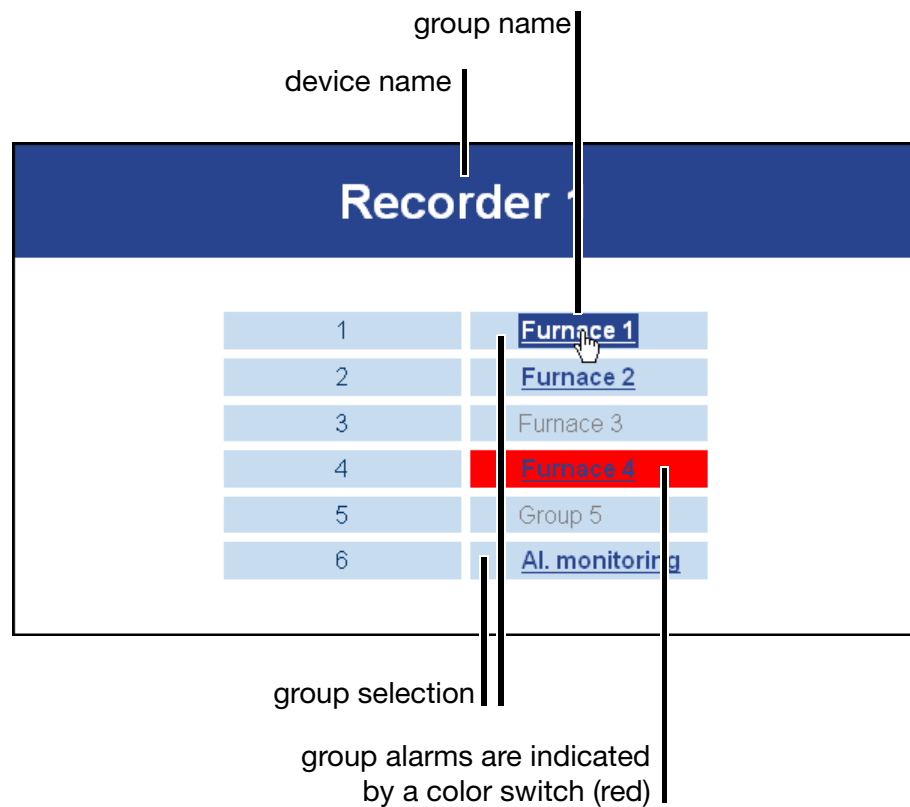 group name
device name
Recorder 1
1 Furnace 1
2 Furnace 2
3 Furnace 3
4 Furnace 4
5 Group 5
6 Al. monitoring
group selection
group alarms are indicated
by a color switch (red)